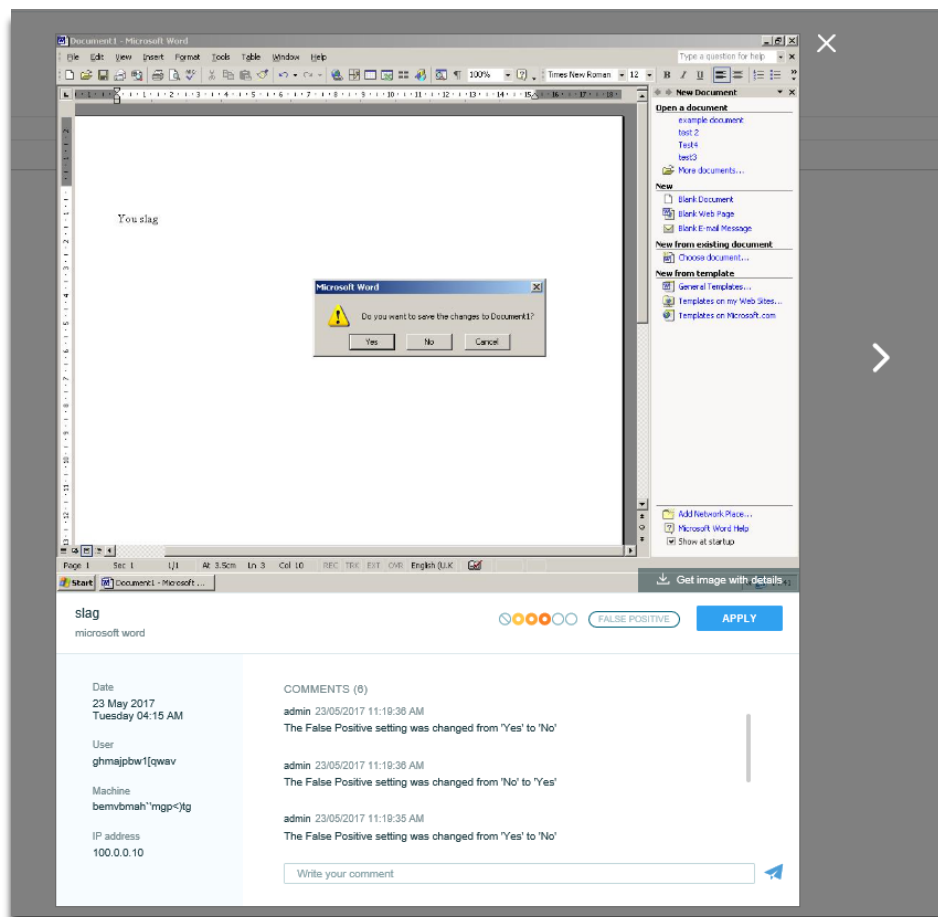 Document1 - Microsoft Word
File Edit View Insert Format Tools Table Window Help
Type a question for help
100%
Times New Roman
12
B I U
New Document
Open a document
example document
test 2
Test4
test3
More documents...
New
Blank Document
Blank Web Page
Blank E-mail Message
New from existing document
Choose document...
New from template
General Templates...
Templates on my Web Sites...
Templates on Microsoft.com
You slag
Microsoft Word
Do you want to save the changes to Document1?
Yes No Cancel
Add Network Place...
Microsoft Word Help
Show at startup
Page 1 Sec 1 1/1 At 3.5cm Ln 3 Col 10 REC TRK EXT OVR English (U.K
Start
Document1 - Microsoft ...
Get image with details
slag
microsoft word
FALSE POSITIVE
APPLY
Date
23 May 2017
Tuesday 04:15 AM
User
ghmajpbw1[qwav
Machine
bemvbmah`'mgp<)tg
IP address
100.0.0.10
COMMENTS (6)
admin 23/05/2017 11:19:36 AM
The False Positive setting was changed from 'Yes' to 'No'
admin 23/05/2017 11:19:36 AM
The False Positive setting was changed from 'No' to 'Yes'
admin 23/05/2017 11:19:35 AM
The False Positive setting was changed from 'Yes' to 'No'
Write your comment